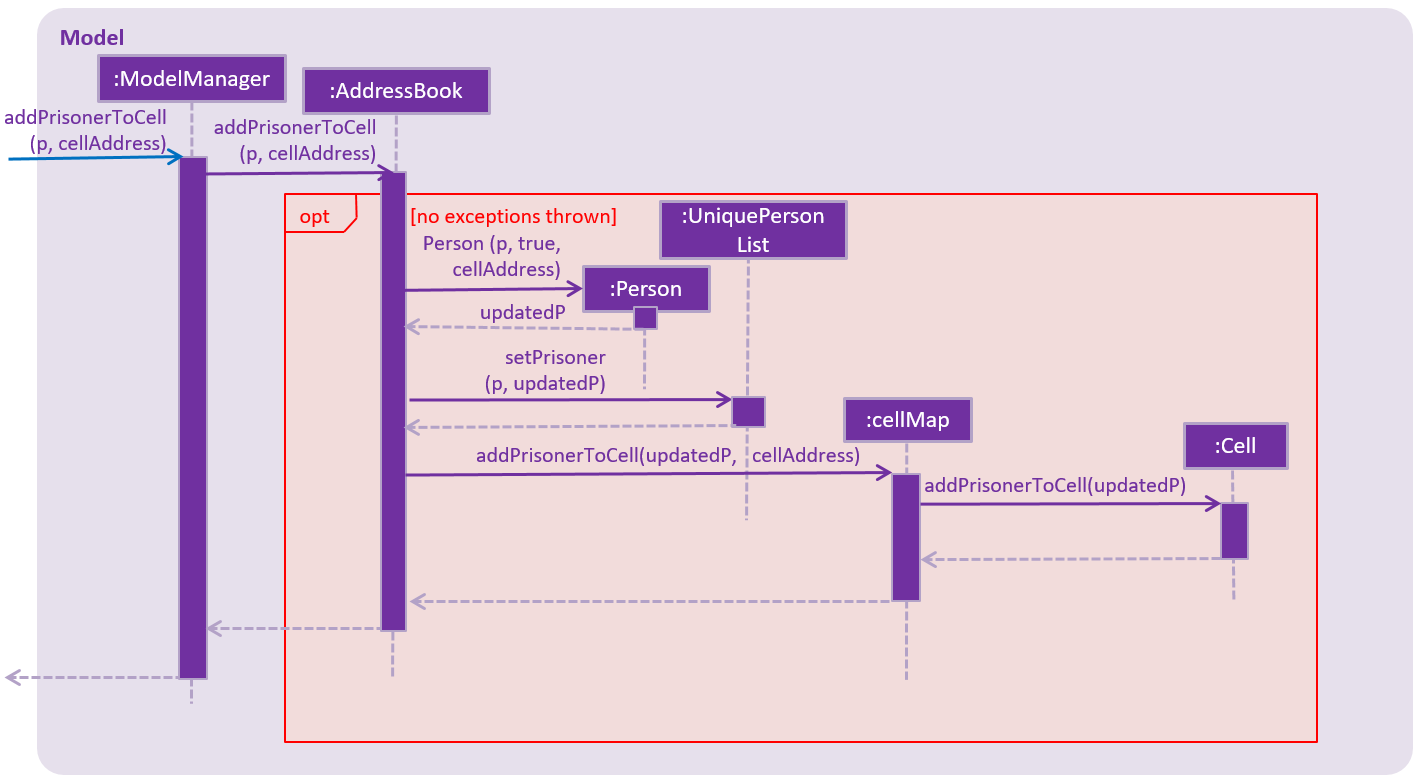 Model
:ModelManager
:AddressBook
addPrisonerToCell
(p, cellAddress)
addPrisonerToCell
(p, cellAddress)
opt
[no exceptions thrown]
:UniquePerson
List
Person (p, true,
cellAddress)
:Person
updatedP
setPrisoner
(p, updatedP)
:cellMap
:Cell
addPrisonerToCell(updatedP, cellAddress)
addPrisonerToCell(updatedP)